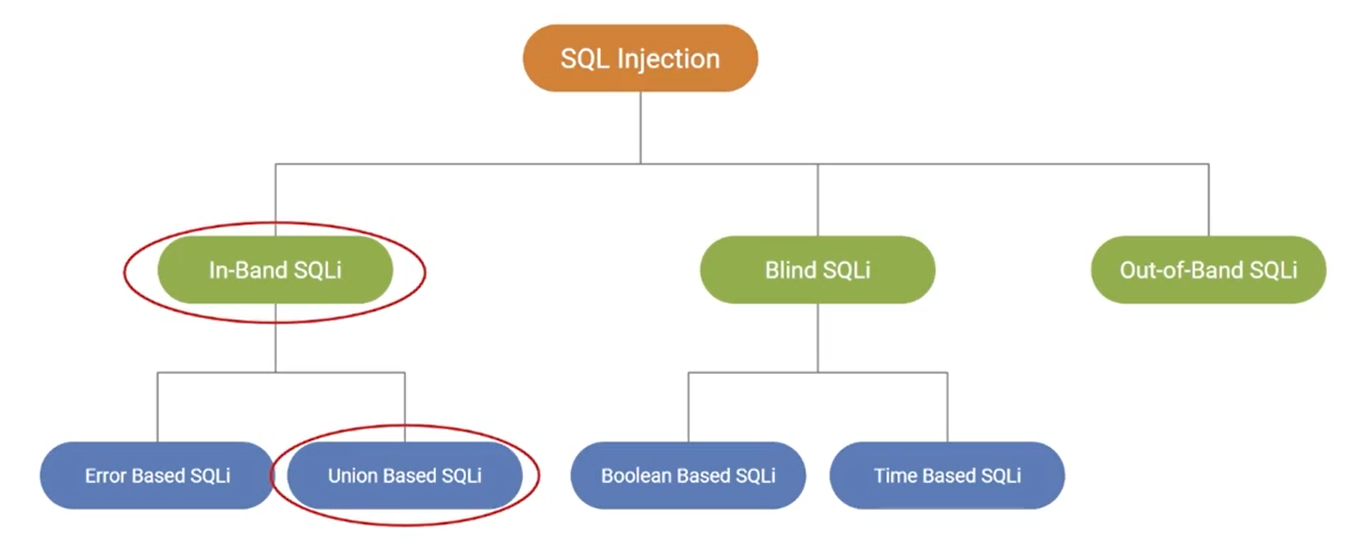 SQL Injection
In-Band SQLi
Blind SQLi
Out-of-Band SQLi
Error Based SQLi
Union Based SQLi
Boolean Based SQLi
Time Based SQLi